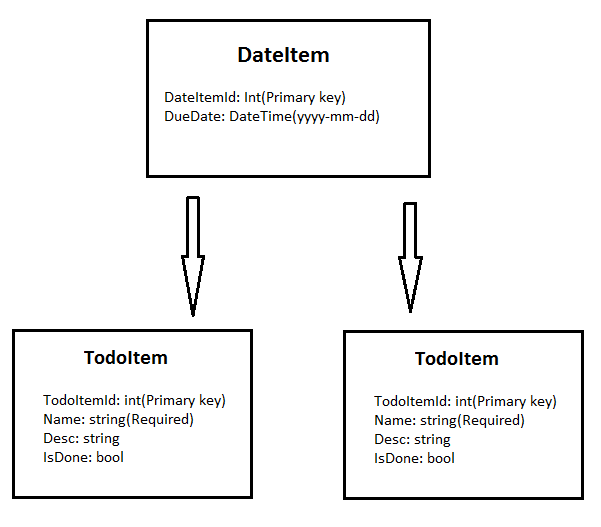 DateItem
DateItemId: Int(Primary key)
DueDate: DateTime(yyyy-mm-dd)
TodoItem
TodoItemId: int(Primary key)
Name: string(Required)
Desc: string
IsDone: bool
TodoItem
TodoItemId: int(Primary key)
Name: string(Required)
Desc: string
IsDone: bool